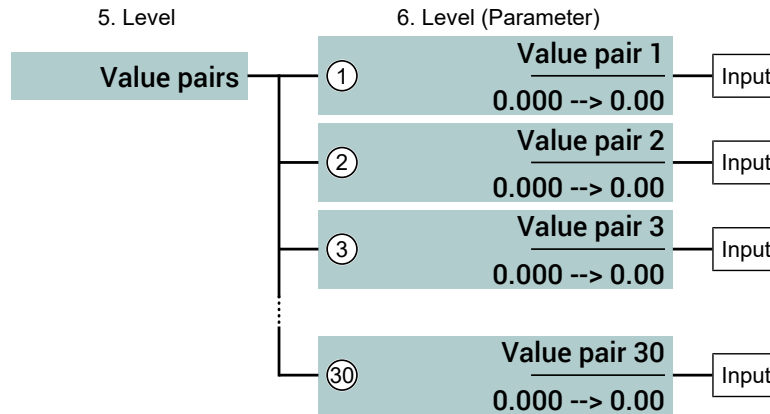 5. Level
6. Level (Parameter)
Value pairs
1
Value pair 1
0.000 --> 0.00
Input
2
Value pair 2
0.000 --> 0.00
Input
3
Value pair 3
0.000 --> 0.00
Input
30
Value pair 30
0.000 --> 0.00
Input